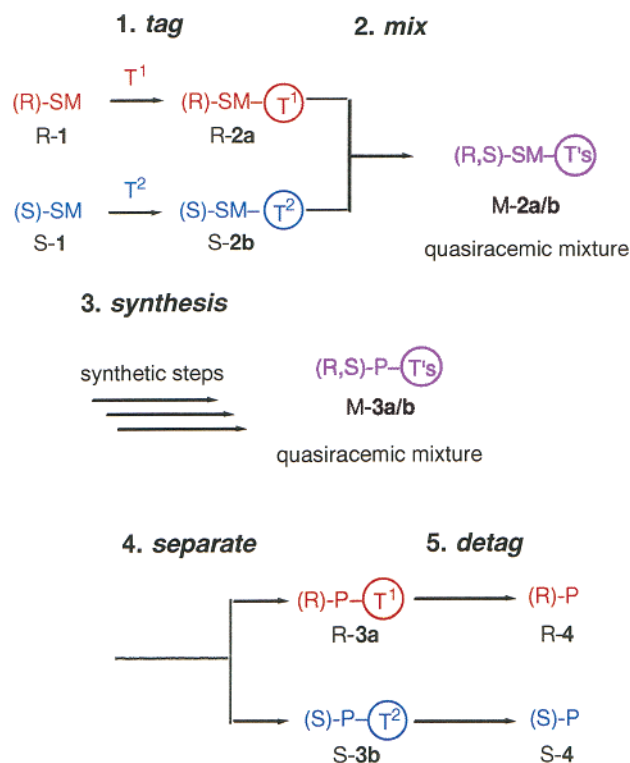 1. tag
2. mix
T¹
(R)-SM
(R)-SM–T¹
R-1
R-2a
(R,S)-SM–T's
T²
M-2a/b
(S)-SM
(S)-SM–T²
S-1
S-2b
quasiracemic mixture
3. synthesis
synthetic steps
(R,S)-P–T's
M-3a/b
quasiracemic mixture
4. separate
5. detag
(R)-P–T¹
(R)-P
R-3a
R-4
(S)-P–T²
(S)-P
S-3b
S-4